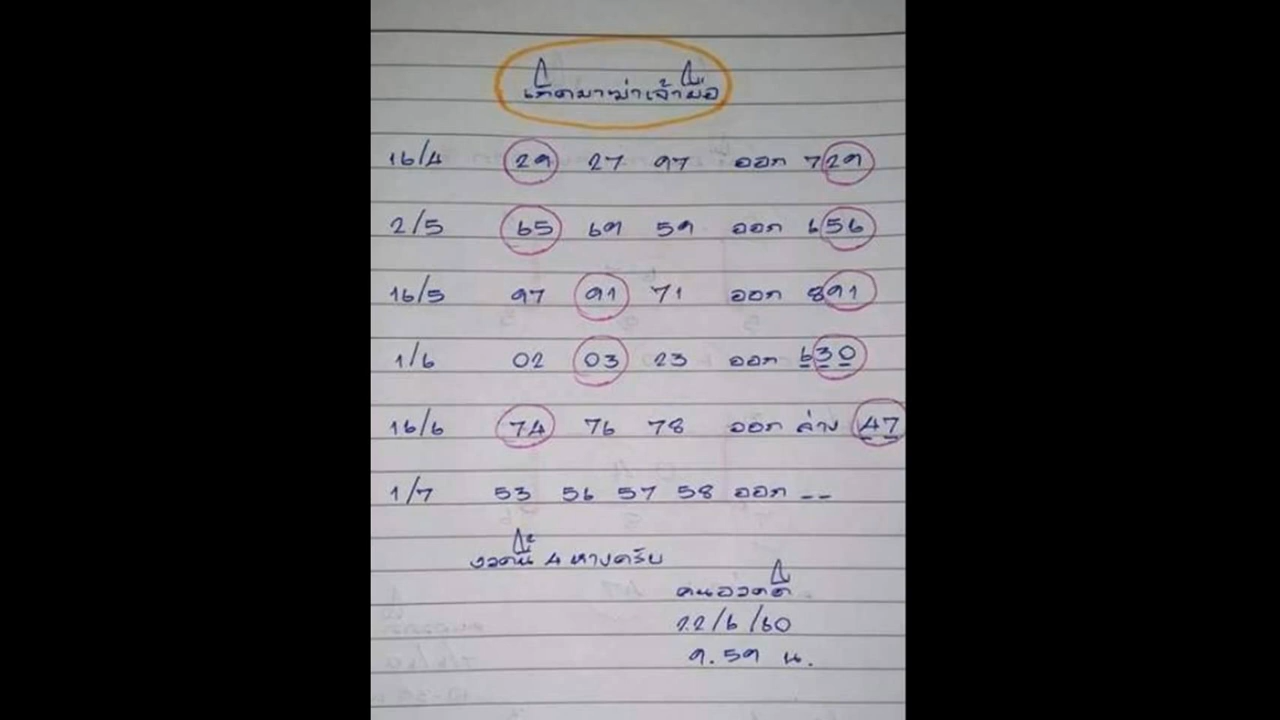 เกิดมาฆ่าเจ้ามือ
16/4 29 27 97 ออก 729
2/5 65 69 59 ออก 656
16/5 97 91 71 ออก 891
1/6 02 03 23 ออก 630
16/6 74 76 78 ออก ล่าง 47
1/7 53 56 57 58 ออก --
งวดนี้ 4 หางครับ
คนอวดดี
22/6/60
9.59 น.